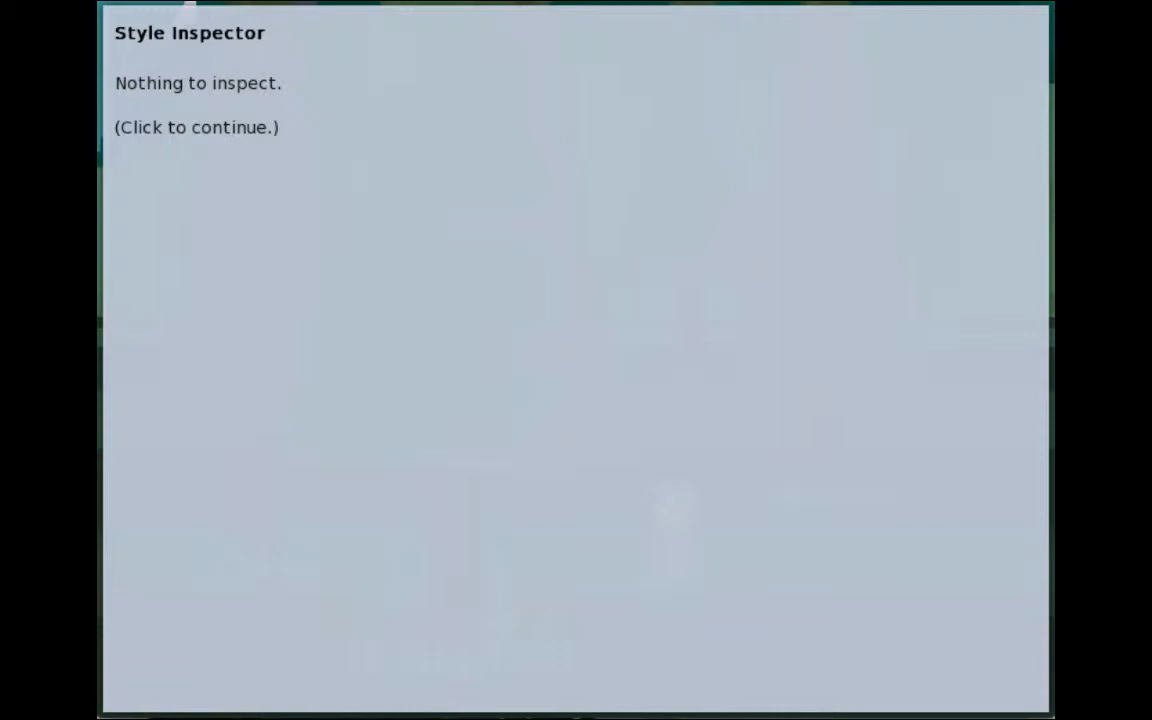 Style Inspector
Nothing to inspect.
(Click to continue.)